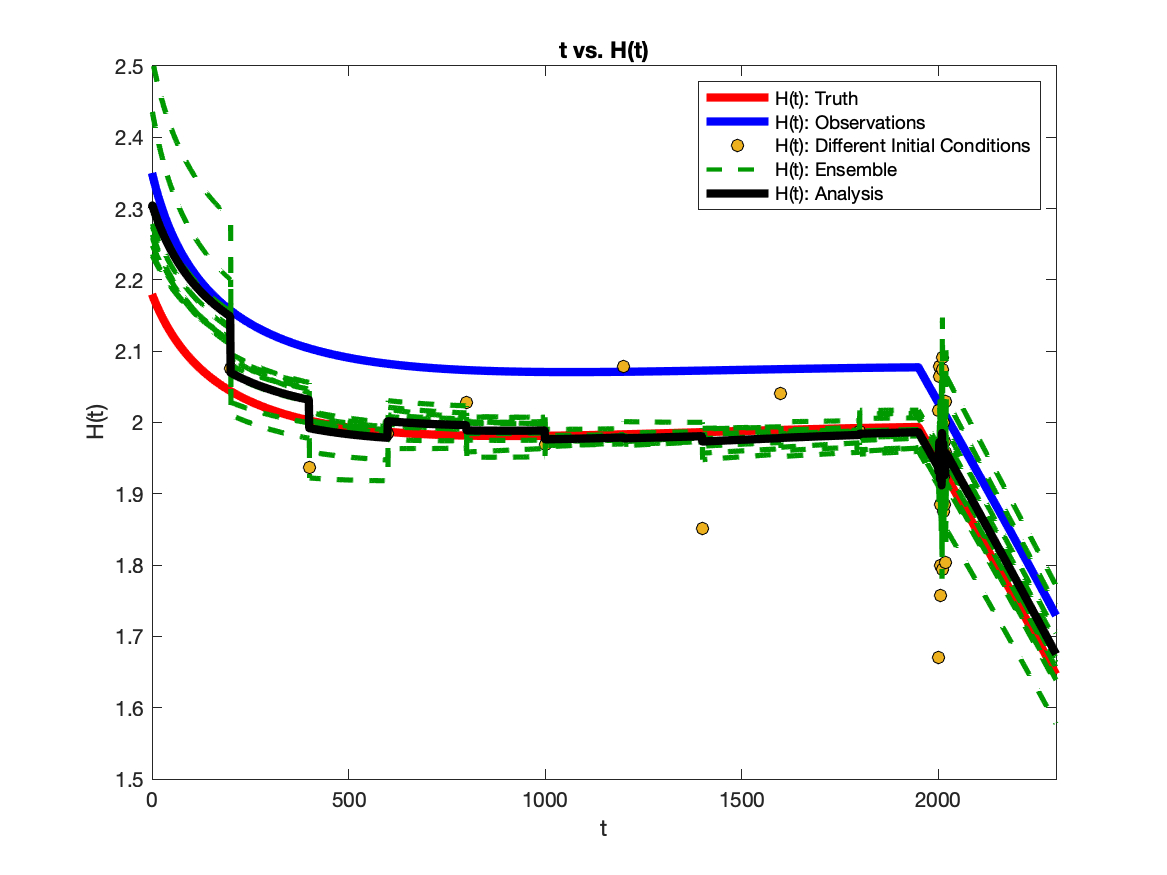 t vs. H(t)
2.5
2.4
2.3
2.2
2.1
2
1.9
1.8
1.7
1.6
1.5
H(t)
H(t): Truth
H(t): Observations
H(t): Different Initial Conditions
H(t): Ensemble
H(t): Analysis
0 500 1000 1500 2000
t